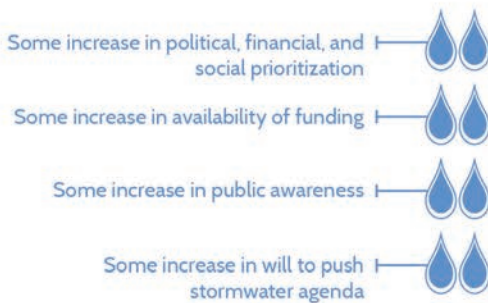 Some increase in political, financial, and
social prioritization
Some increase in availability of funding
Some increase in public awareness
Some increase in will to push
stormwater agenda